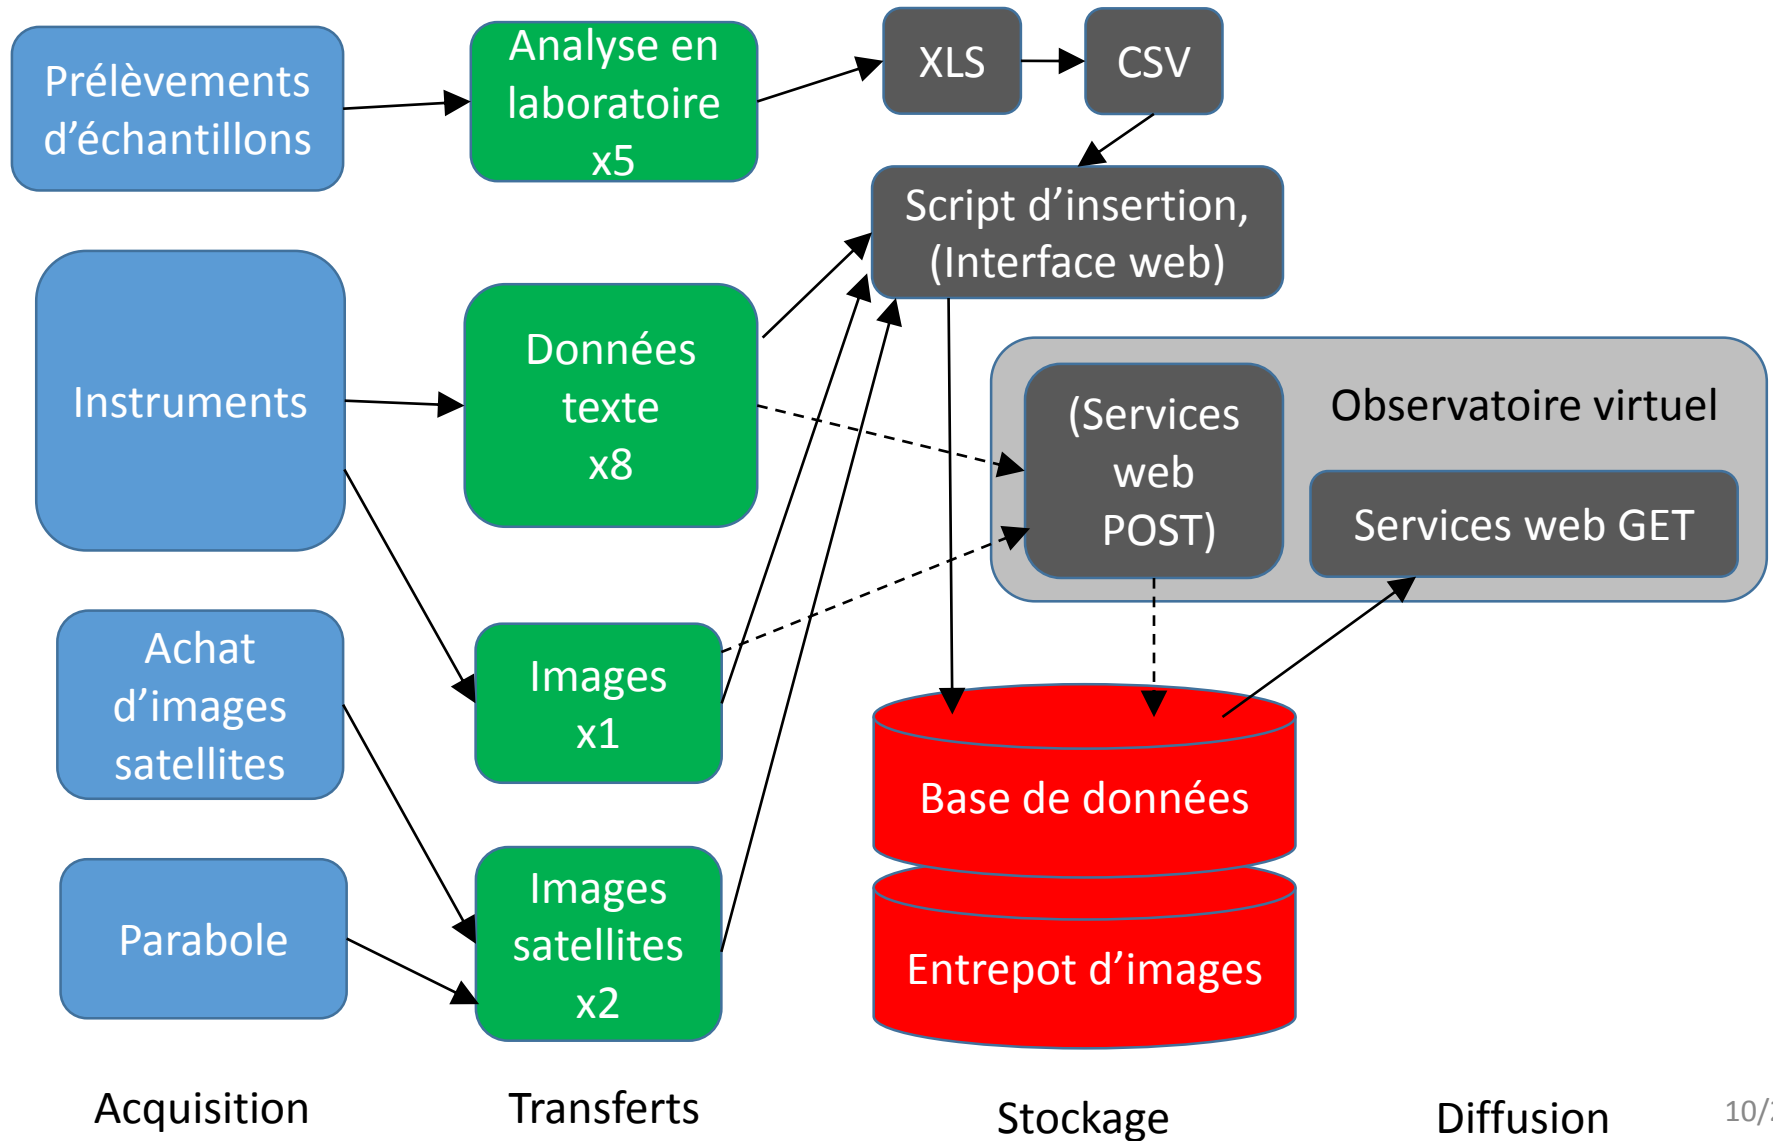 Prélèvements
d’échantillons
Analyse en
laboratoire
x5
XLS
CSV
Script d’insertion,
(Interface web)
Instruments
Données
texte
x8
(Services
web
POST)
Observatoire virtuel
Services web GET
Achat
d’images
satellites
Images
x1
Base de données
Parabole
Images
satellites
x2
Entrepot d’images
Acquisition
Transferts
Stockage
Diffusion
10/